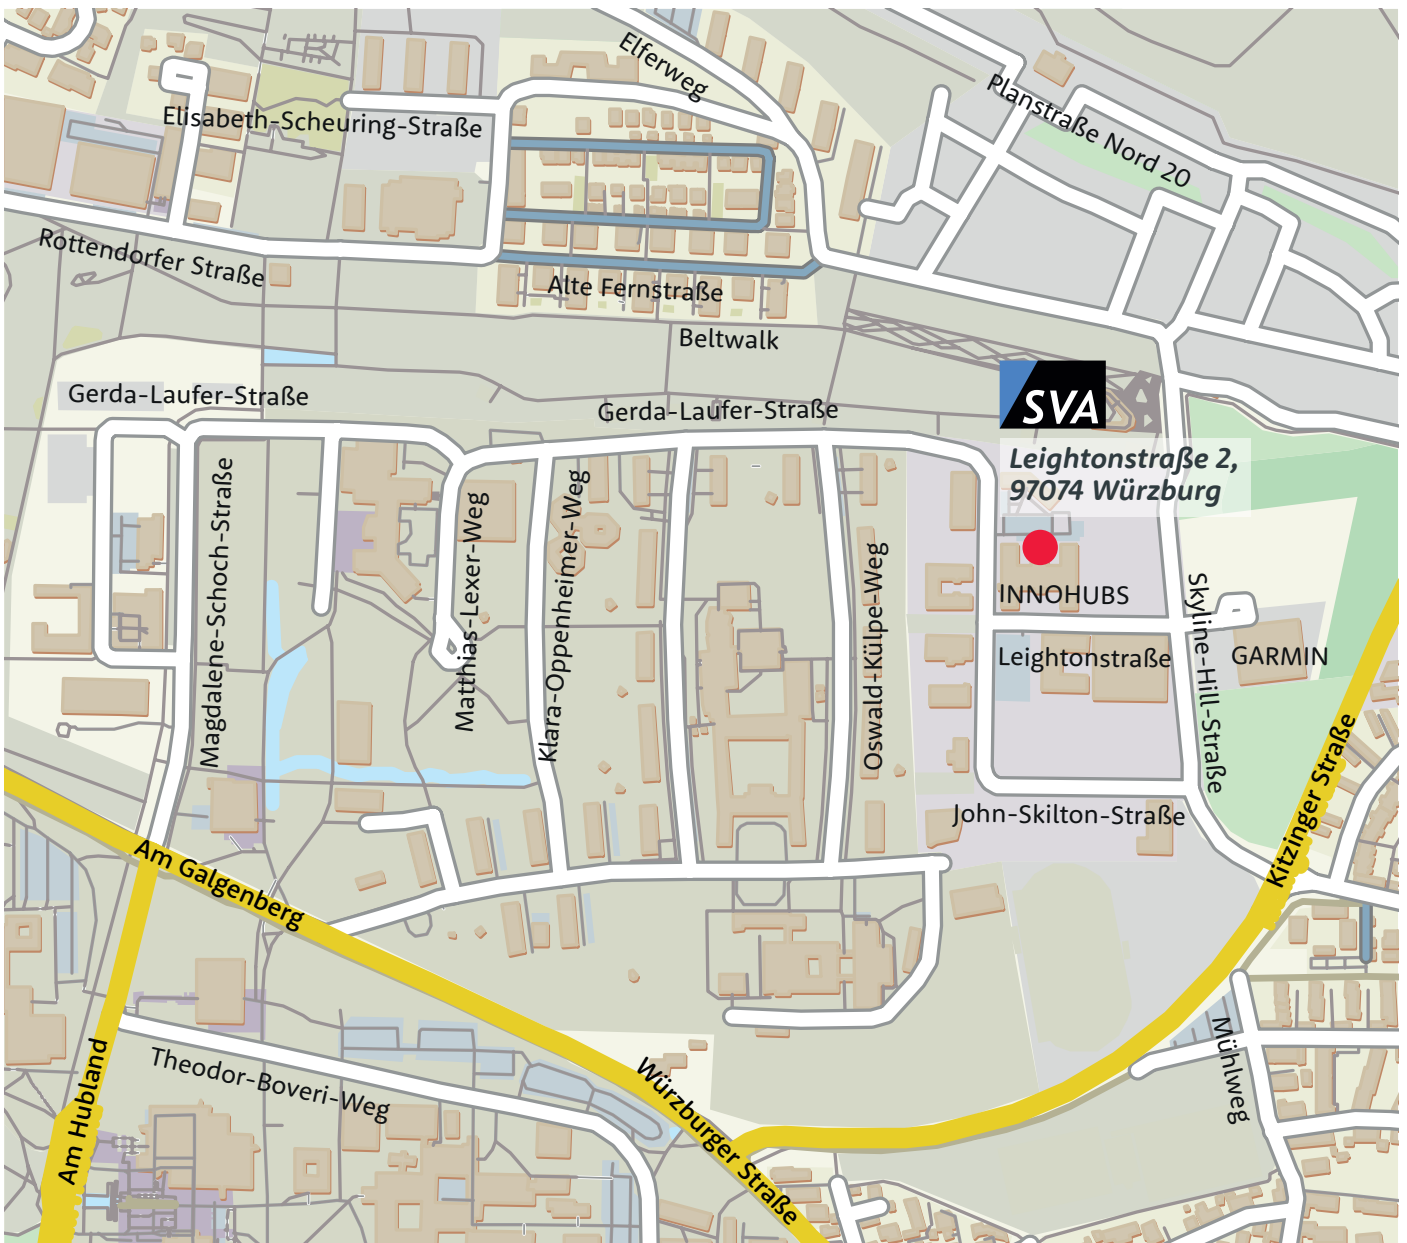 Elferweg
Planstraße Nord 20
Elisabeth-Scheuring-Straße
Rottendorfer Straße
Alte Fernstraße
Beltwalk
SVA
Gerda-Laufer-Straße
Gerda-Laufer-Straße
Leightonstraße 2,
97074 Würzburg
Magdalene-Schoch-Straße
Matthias-Lexer-Weg
Klara-Oppenheimer-Weg
Oswald-Külpe-Weg
INNOHUBS
Skyline-Hill-Straße
Leightonstraße
GARMIN
Kitzinger Straße
John-Skilton-Straße
Am Galgenberg
Am Hubland
Theodor-Boveri-Weg
Würzburger Straße
Mühlweg